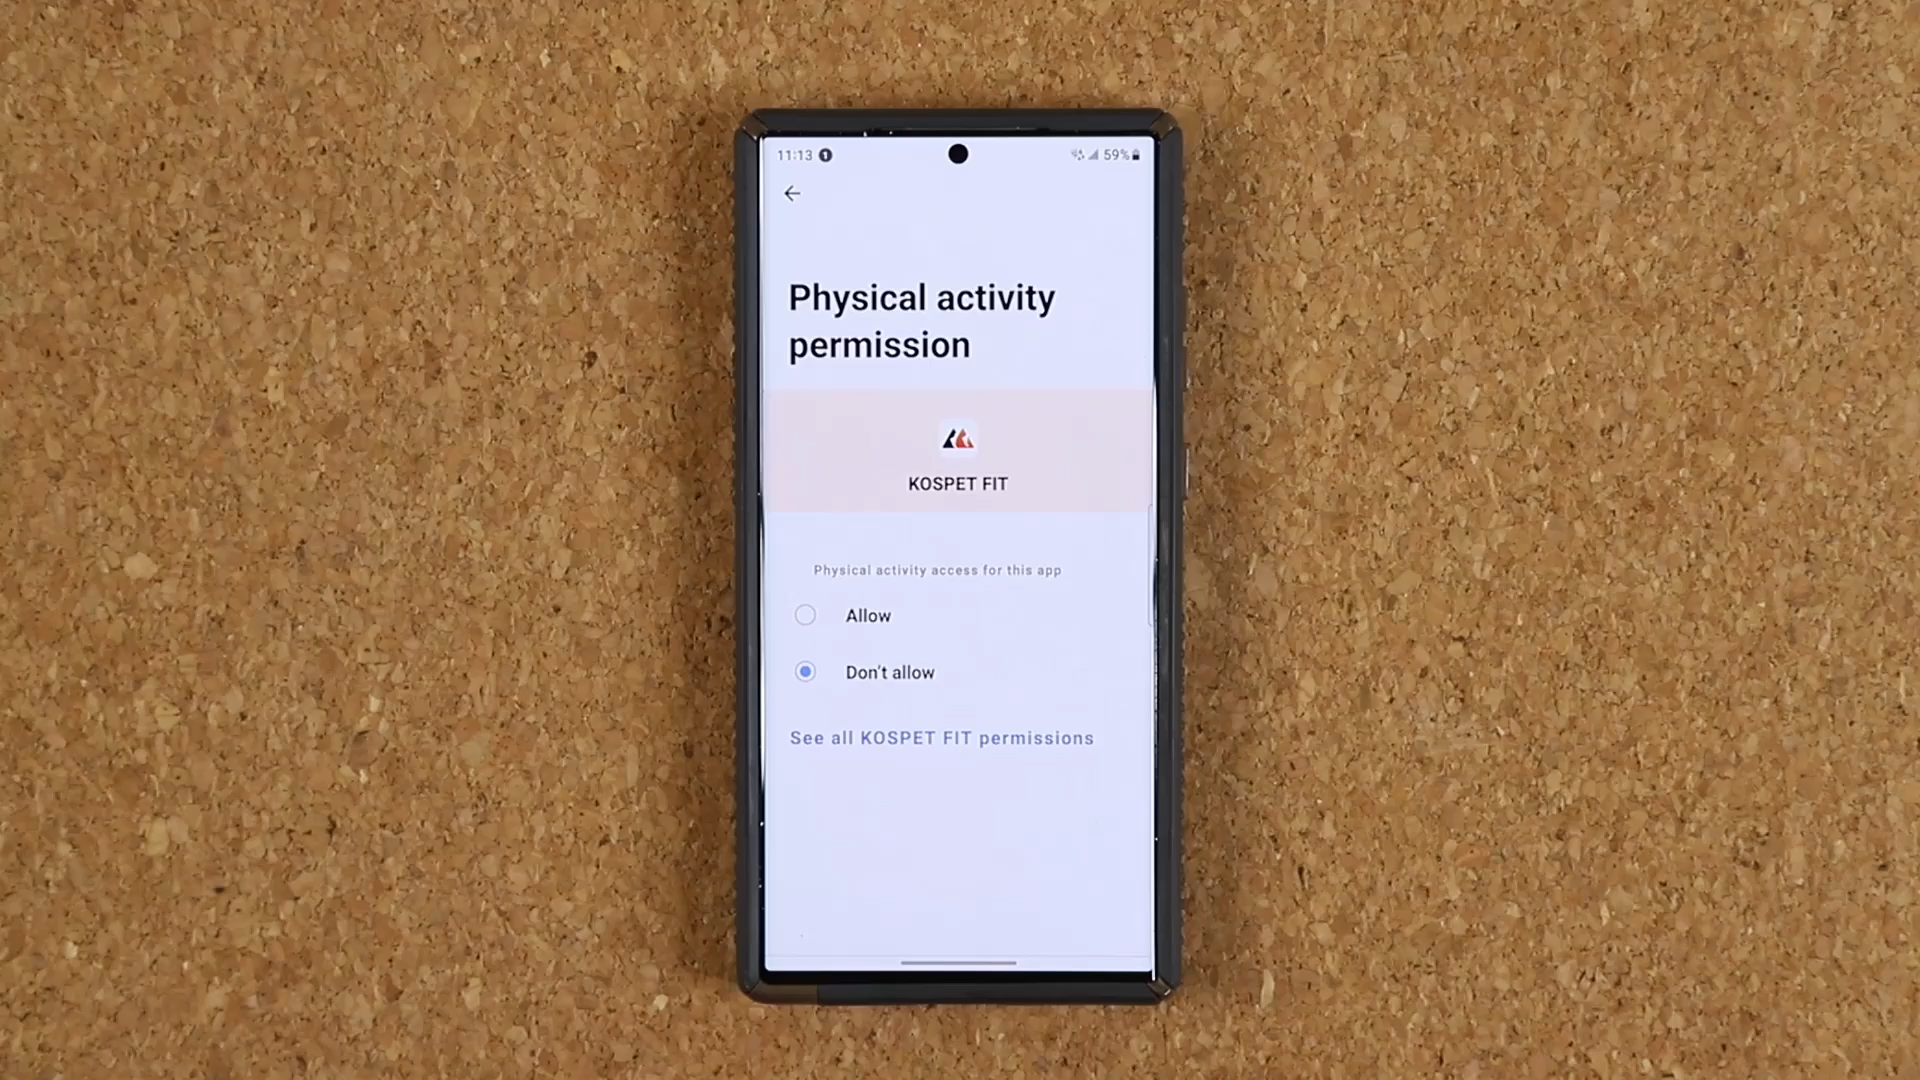 11:13 1 59%
Physical activity
permission
KOSPET FIT
Physical activity access for this app
Allow
Don't allow
See all KOSPET FIT permissions